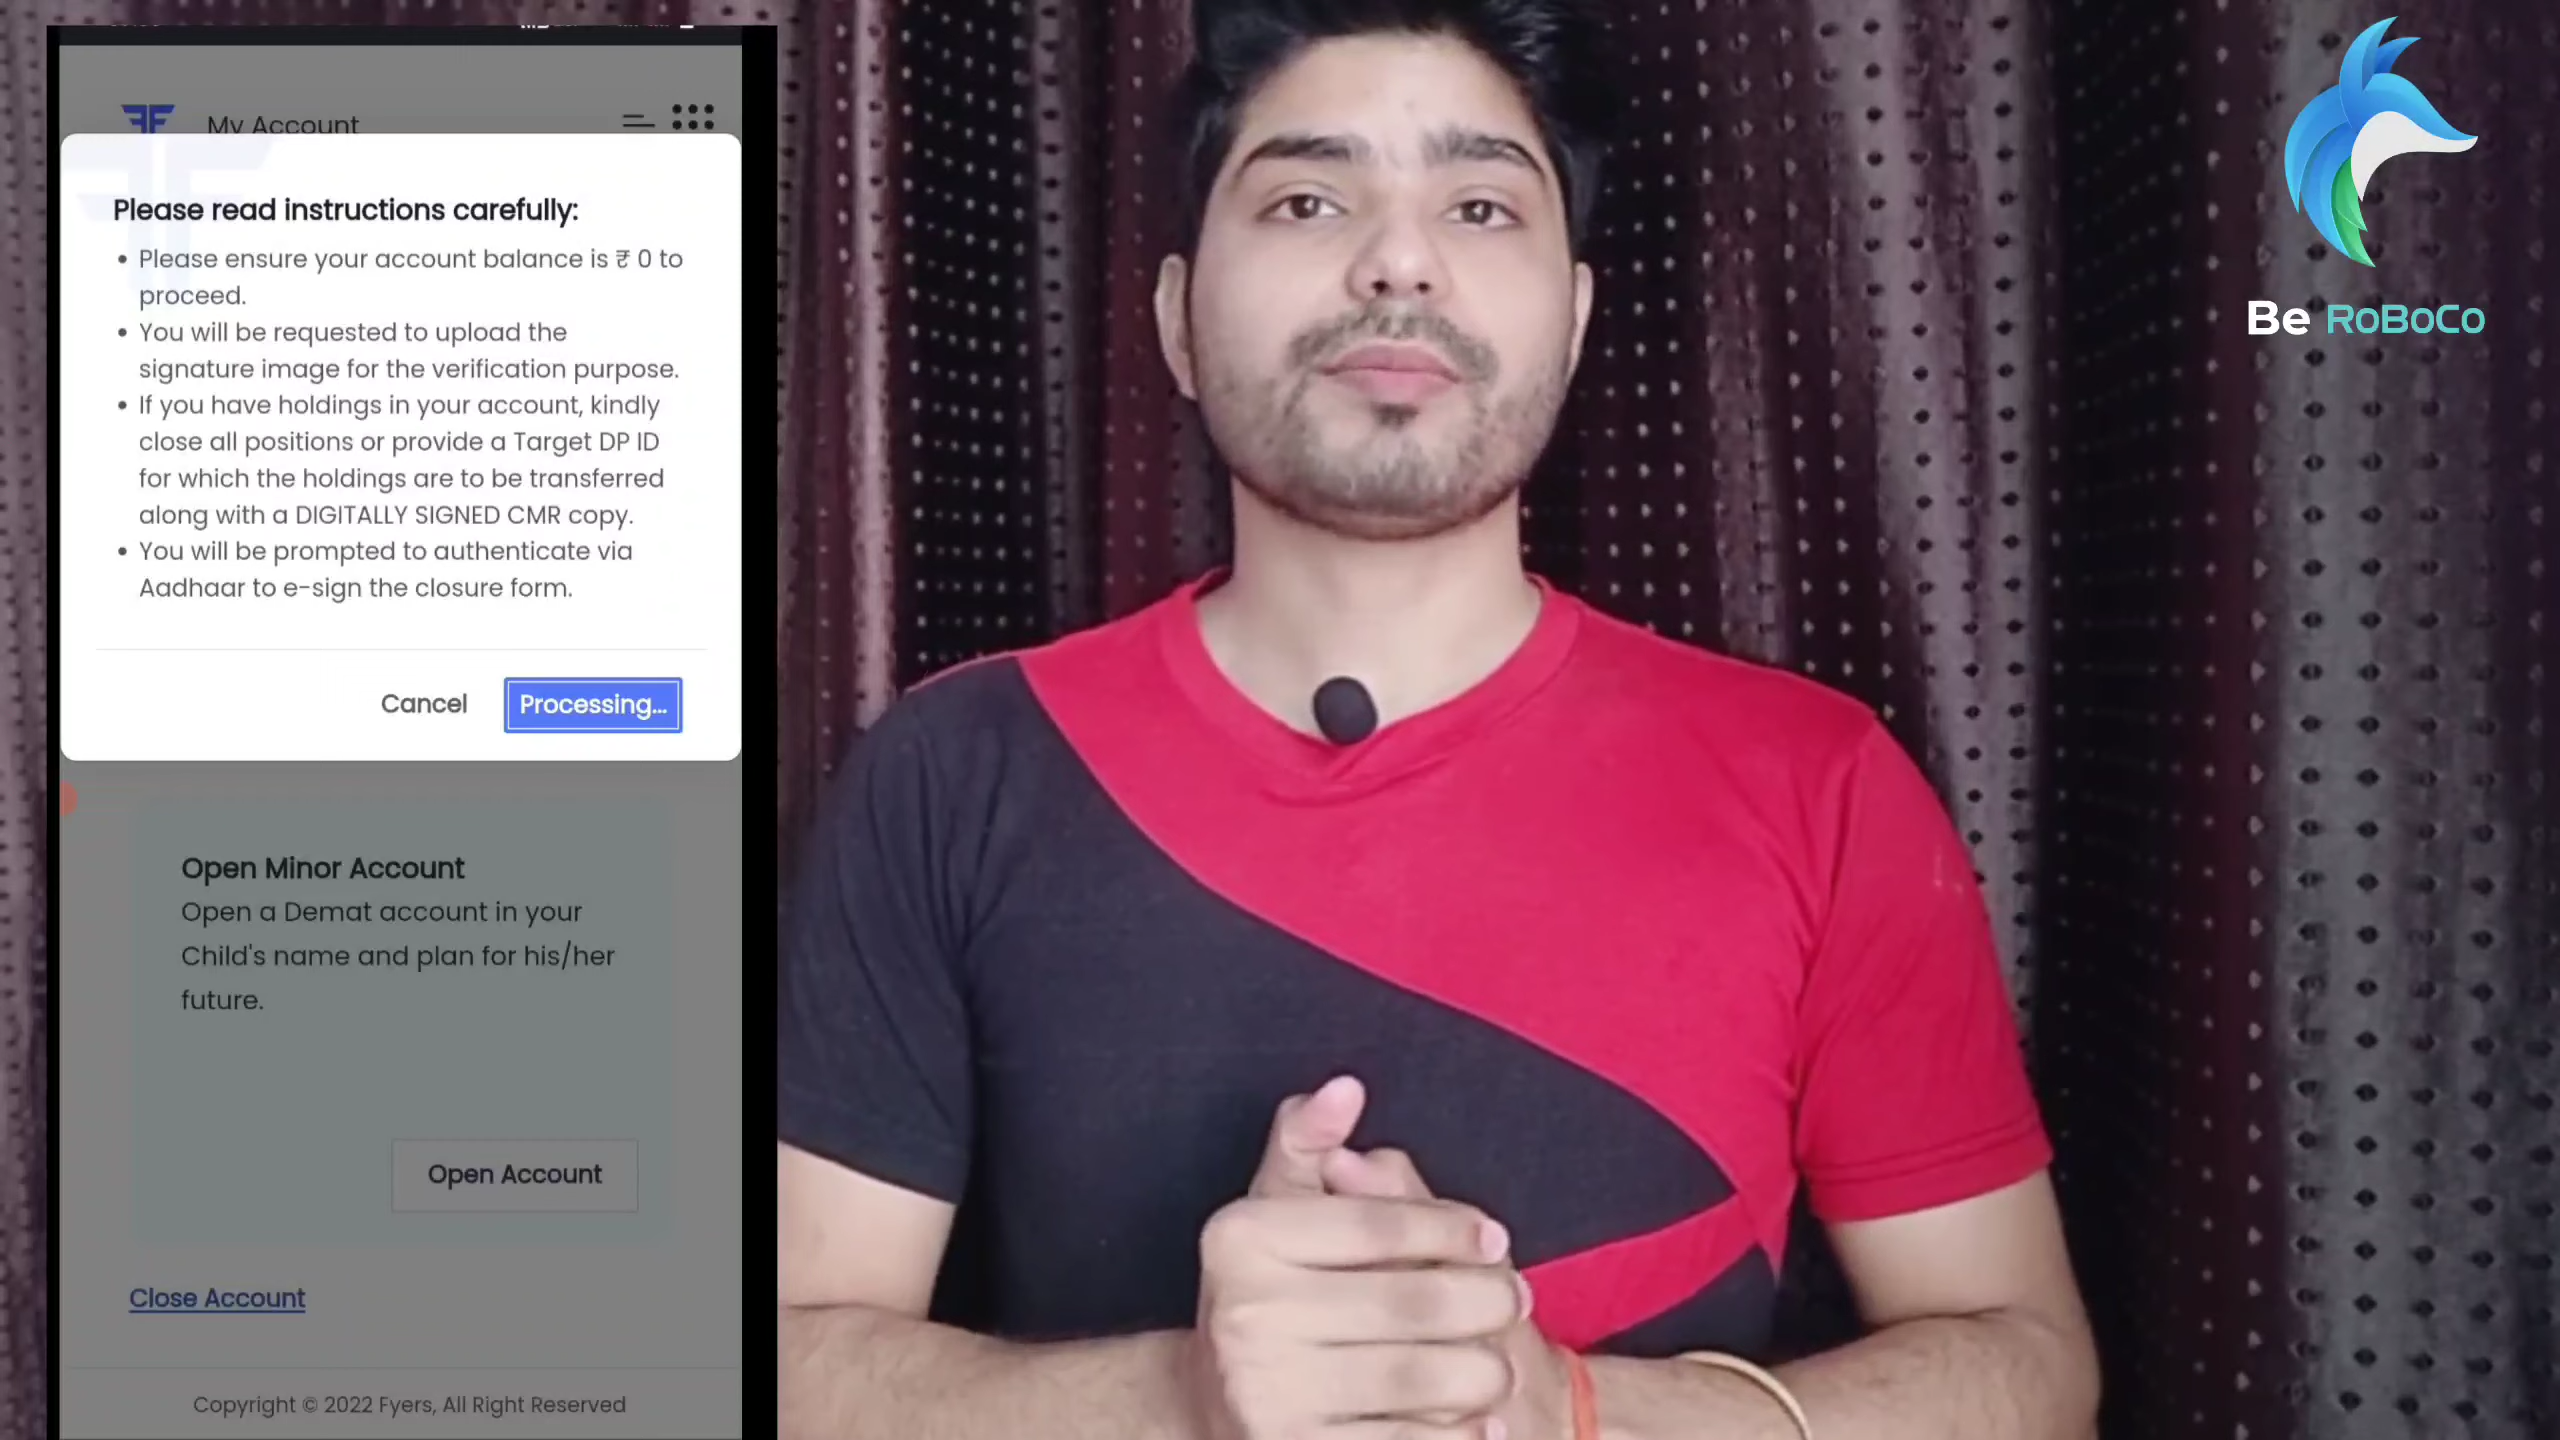 My Account
Please read instructions carefully:
• Please ensure your account balance is ₹ 0 to
proceed.
• You will be requested to upload the
signature image for the verification purpose.
• If you have holdings in your account, kindly
close all positions or provide a Target DP ID
for which the holdings are to be transferred
along with a DIGITALLY SIGNED CMR copy.
• You will be prompted to authenticate via
Aadhaar to e-sign the closure form.
Cancel Processing...
Open Minor Account
Open a Demat account in your
Child's name and plan for his/her
future.
Open Account
Close Account
Copyright © 2022 Fyers, All Right Reserved
Be RoBoCo